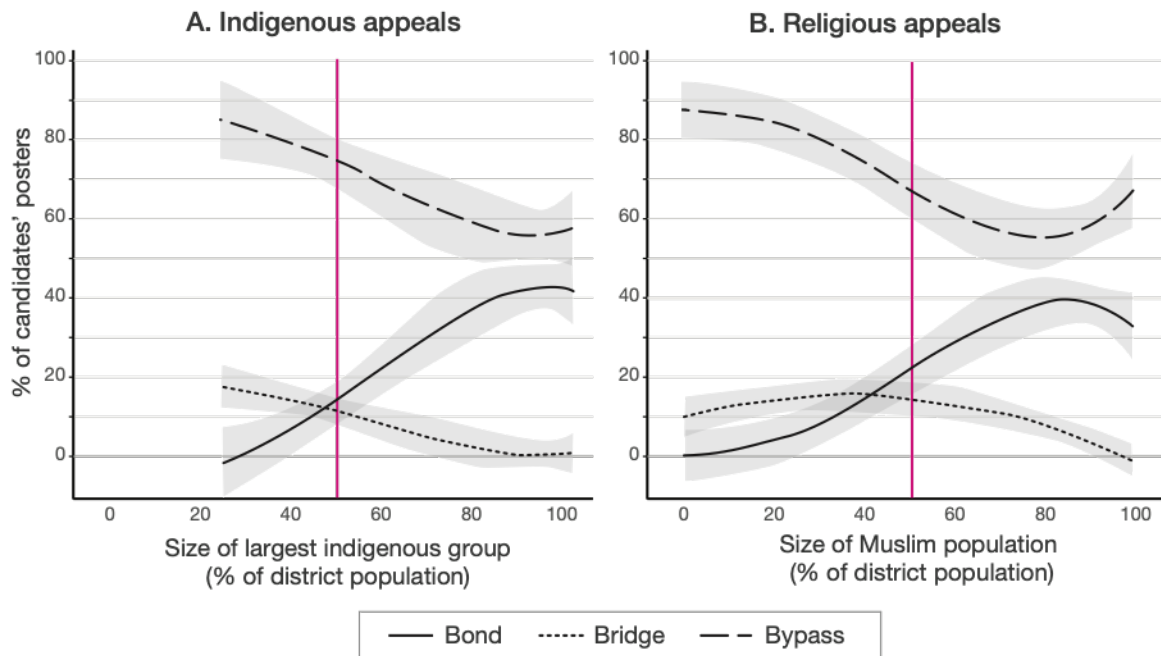 A. Indigenous appeals
B. Religious appeals
% of candidates' posters
100
80
60
40
20
0
0 20 40 60 80 100
Size of largest indigenous group
(% of district population)
100
80
60
40
20
0
0 20 40 60 80 100
Size of Muslim population
(% of district population)
Bond Bridge Bypass